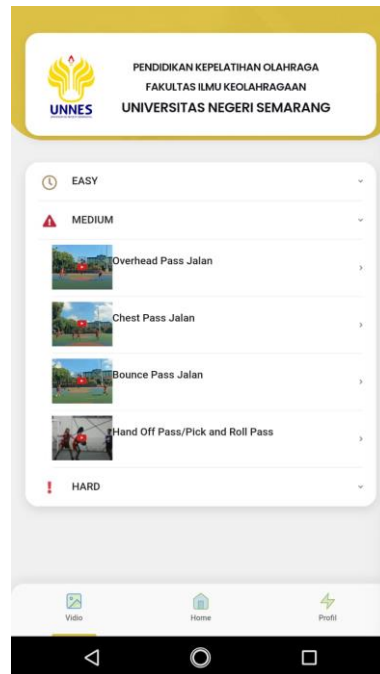 PENDIDIKAN KEPELATIHAN OLAHRAGA
FAKULTAS ILMU KEOLAHRAGAAN
UNIVERSITAS NEGERI SEMARANG
UNNES
EASY
MEDIUM
Overhead Pass Jalan
Chest Pass Jalan
Bounce Pass Jalan
Hand Off Pass/Pick and Roll Pass
HARD
Vidio
Home
Profil